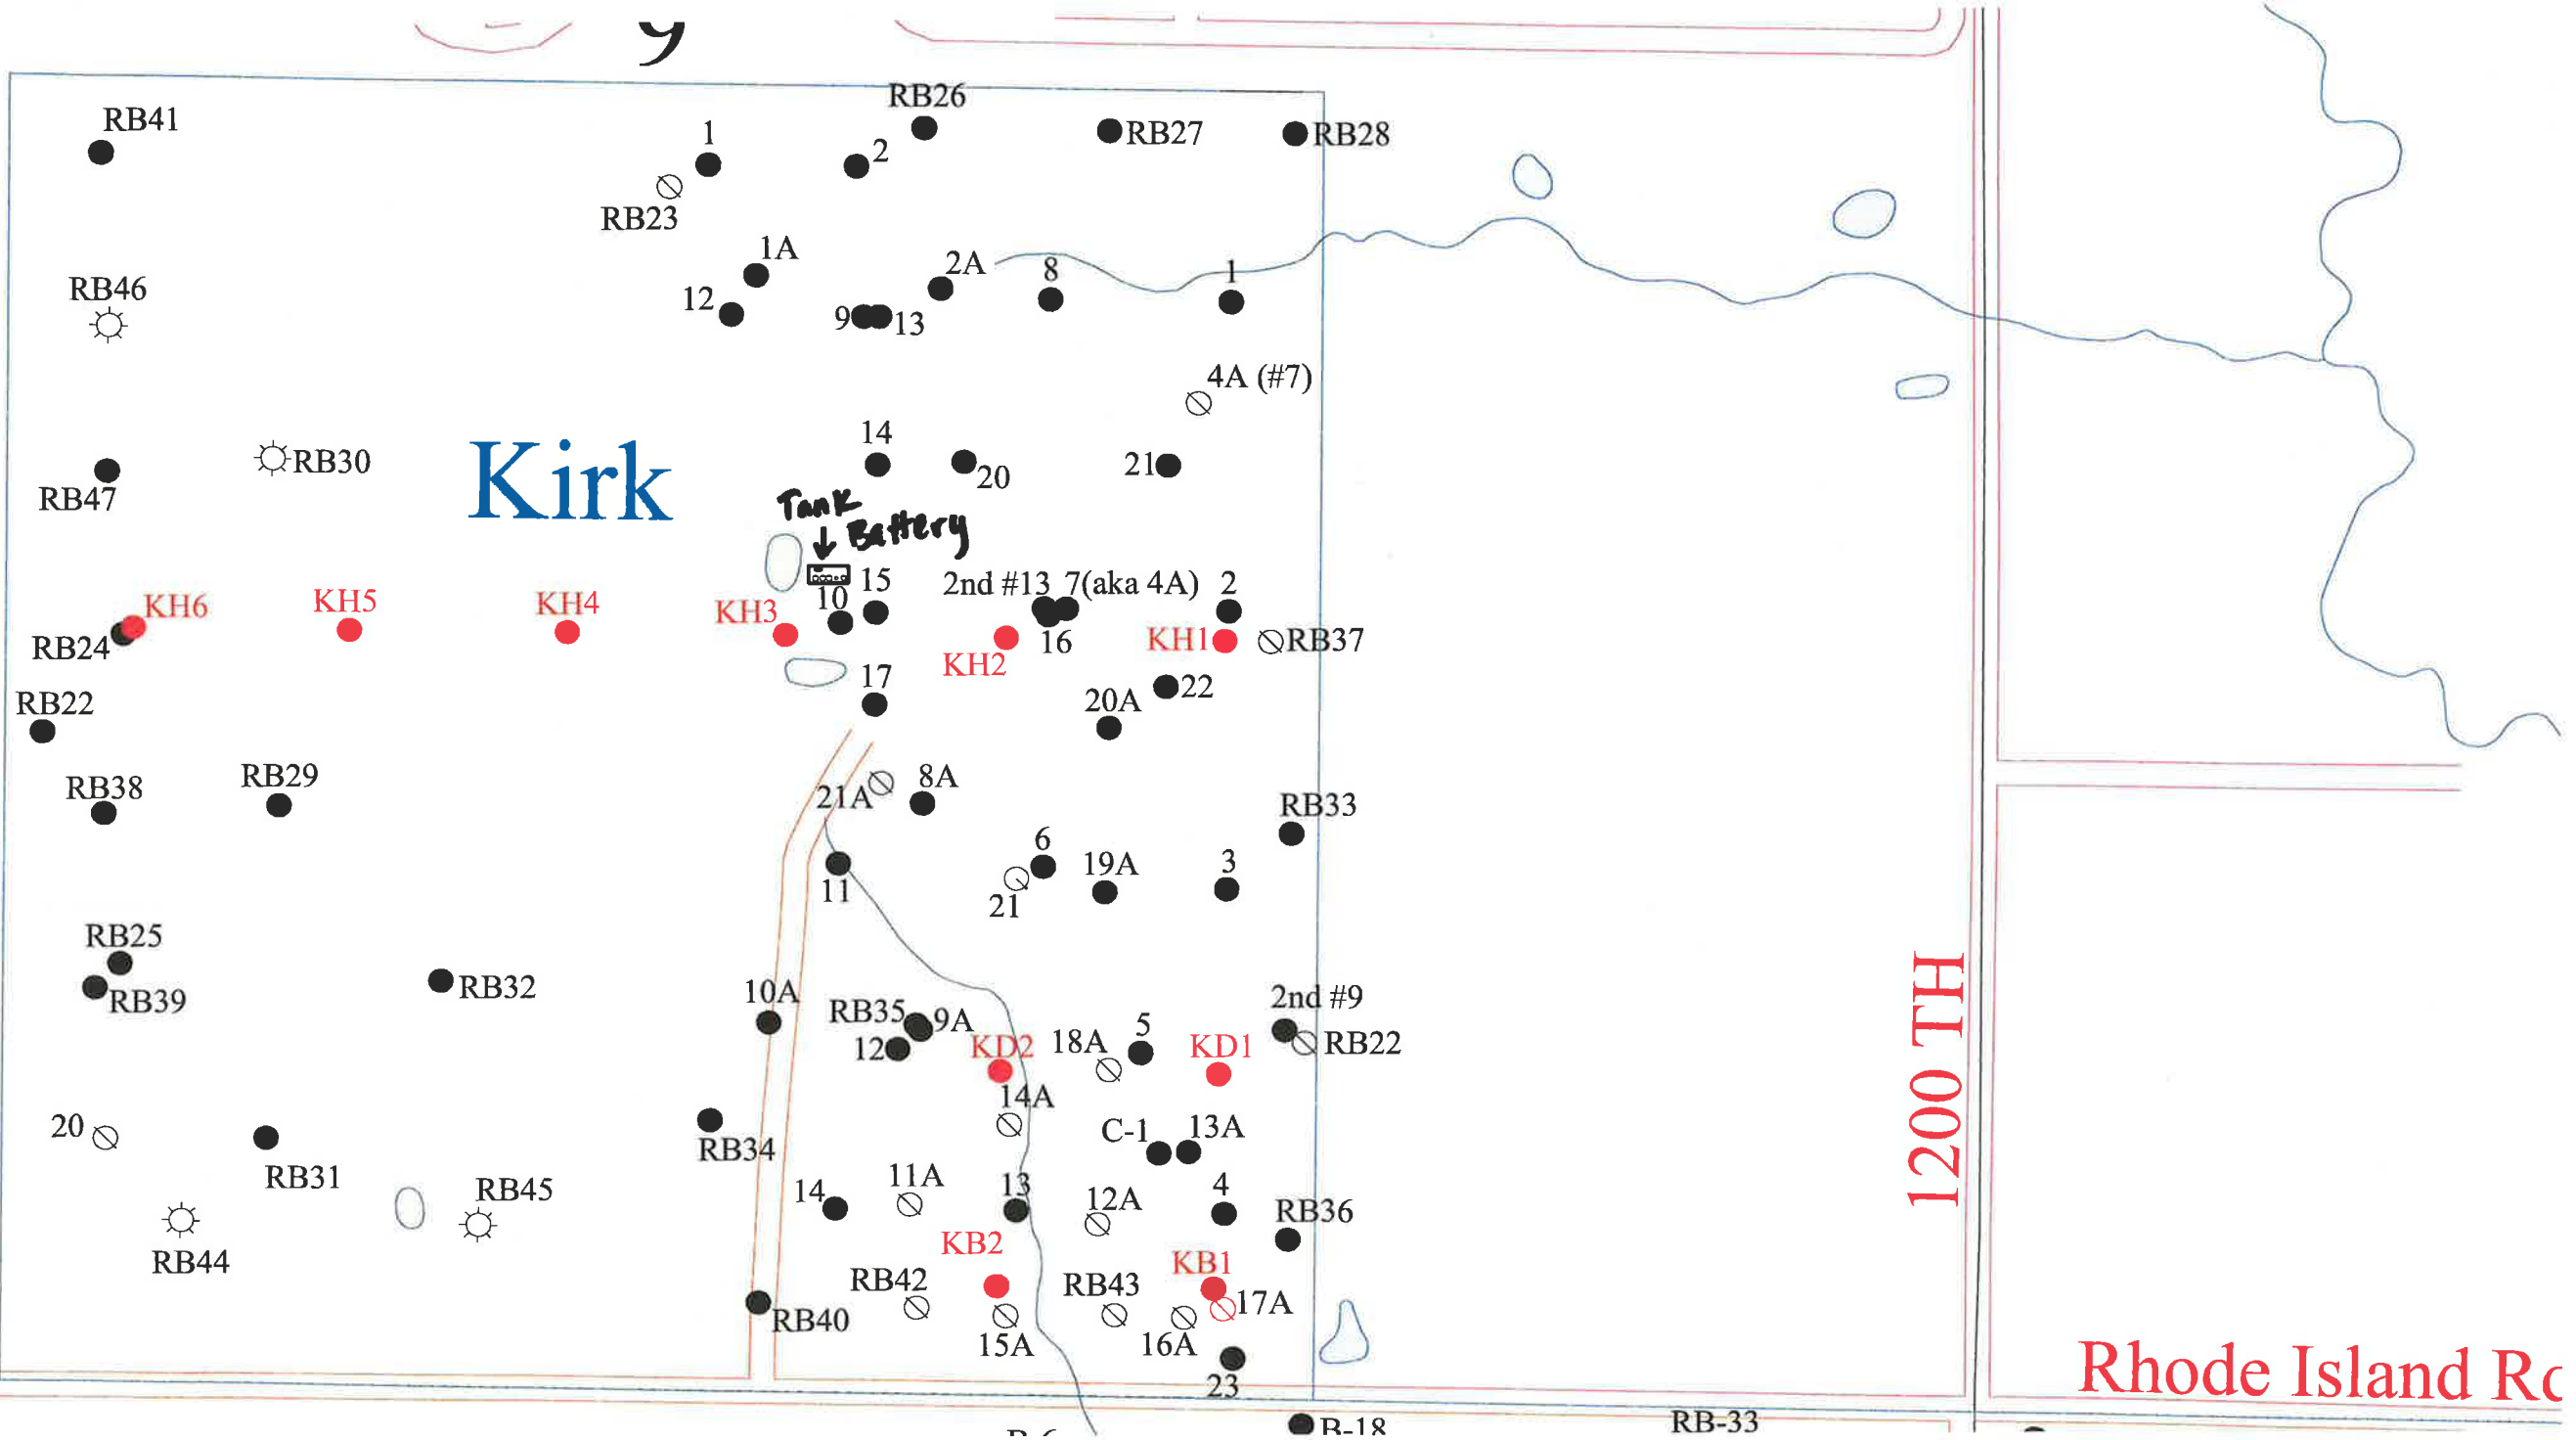 9
RB41
RB26
1
2
RB27
RB28
RB23
1A
2A
8
1
RB46
12
9
13
4A (#7)
14
RB30
20
21
Kirk
RB47
Tank
Battery
15
2nd #13
7(aka 4A)
2
10
KH6
KH5
KH4
KH3
RB24
KH2
16
KH1
RB37
17
22
RB22
20A
RB38
RB29
21A
8A
RB33
6
19A
3
11
21
RB25
RB39
RB32
10A
2nd #9
RB35
9A
12
KD2
18A
5
KD1
RB22
1200 TH
14A
20
RB34
C-1
13A
RB31
RB45
14
11A
13
12A
4
RB36
RB44
KB2
KB1
RB42
RB43
17A
RB40
15A
16A
23
Rhode Island
B-18
RB-33